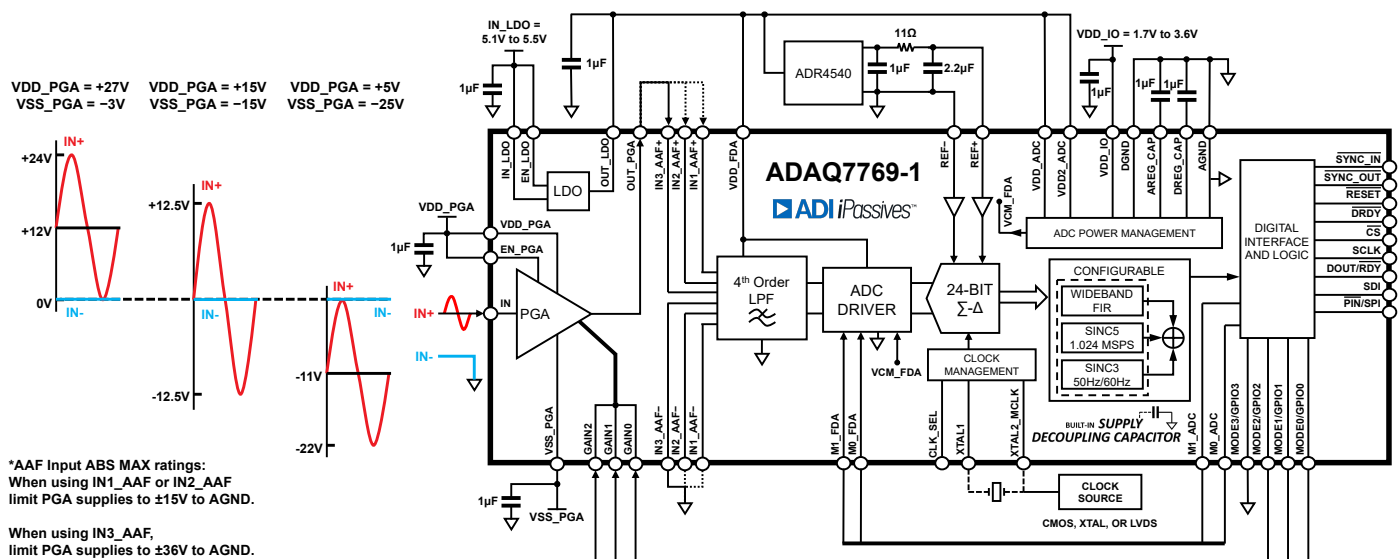 VDD_PGA = +27V
VSS_PGA = −3V
VDD_PGA = +15V
VSS_PGA = −15V
VDD_PGA = +5V
VSS_PGA = −25V
IN+
+24V
+12V
0V
IN-
IN+
+12.5V
IN-
-12.5V
IN+
IN-
-11V
-22V
*AAF Input ABS MAX ratings:
When using IN1_AAF or IN2_AAF
limit PGA supplies to ±15V to AGND.
When using IN3_AAF,
limit PGA supplies to ±36V to AGND.
IN_LDO =
5.1V to 5.5V
1µF
1µF
ADR4540
11Ω
1µF
2.2µF
VDD_IO = 1.7V to 3.6V
1µF
1µF
1µF
IN_LDO
EN_LDO
OUT_LDO
OUT_PGA
IN3_AAF+
IN2_AAF+
IN1_AAF+
VDD_FDA
REF−
REF+
VDD_ADC
VDD2_ADC
VDD_IO
DGND
AREG_CAP
DREG_CAP
AGND
LDO
ADAQ7769-1
ADI iPassives™
VCM_FDA
ADC POWER MANAGEMENT
VDD_PGA
1µF
VDD_PGA
EN_PGA
IN+
IN
PGA
IN-
4th Order
LPF
ADC
DRIVER
VCM_FDA
24-BIT
∑-Δ
CLOCK
MANAGEMENT
CONFIGURABLE
WIDEBAND
FIR
SINC5
1.024 MSPS
SINC3
50Hz/60Hz
DIGITAL
INTERFACE
AND LOGIC
SYNC_IN
SYNC_OUT
RESET
DRDY
CS
SCLK
DOUT/RDY
SDI
PIN/SPI
BUILT-IN SUPPLY
DECOUPLING CAPACITOR
VSS_PGA
GAIN2
GAIN1
GAIN0
IN3_AAF−
IN2_AAF−
IN1_AAF−
M1_FDA
M0_FDA
CLK_SEL
XTAL1
XTAL2_MCLK
M1_ADC
M0_ADC
MODE3/GPIO3
MODE2/GPIO2
MODE1/GPIO1
MODE0/GPIO0
1µF
VSS_PGA
CLOCK
SOURCE
CMOS, XTAL, OR LVDS